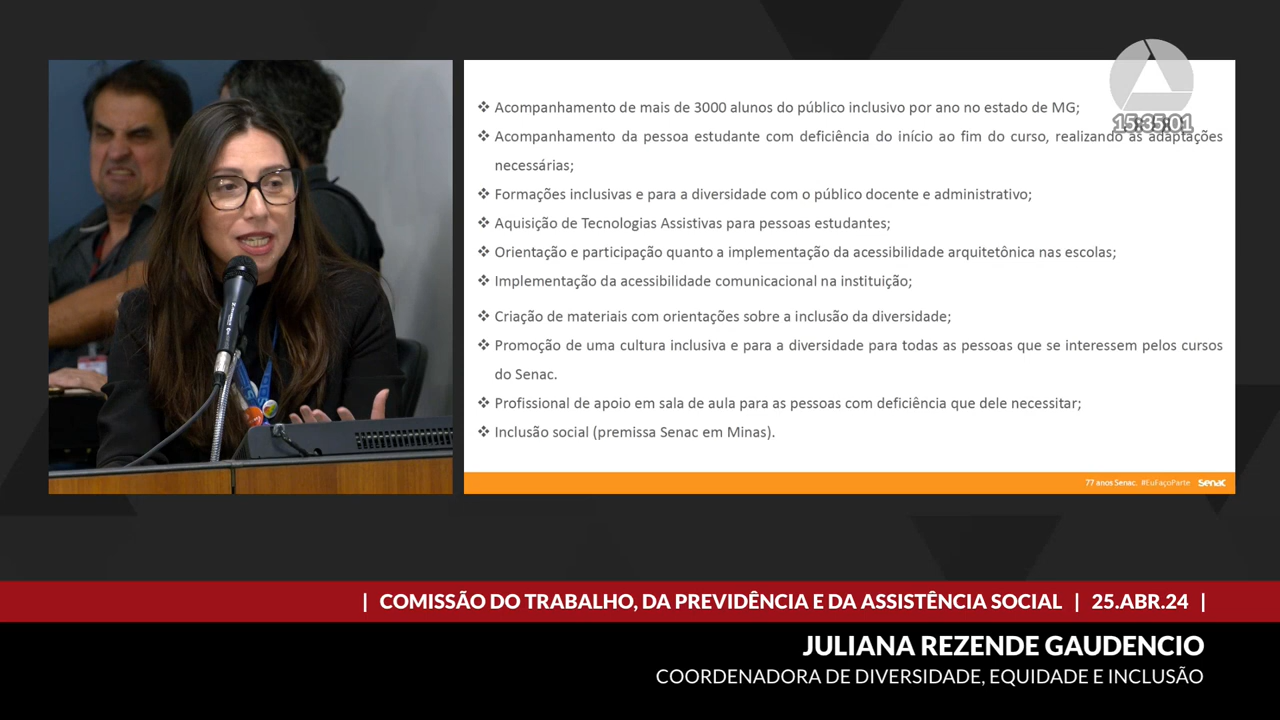 15:35:01
❖ Acompanhamento de mais de 3000 alunos do público inclusivo por ano no estado de MG;
❖ Acompanhamento da pessoa estudante com deficiência do início ao fim do curso, realizando as adaptações
necessárias;
❖ Formações inclusivas e para a diversidade com o público docente e administrativo;
❖ Aquisição de Tecnologias Assistivas para pessoas estudantes;
❖ Orientação e participação quanto a implementação da acessibilidade arquitetônica nas escolas;
❖ Implementação da acessibilidade comunicacional na instituição;
❖ Criação de materiais com orientações sobre a inclusão da diversidade;
❖ Promoção de uma cultura inclusiva e para a diversidade para todas as pessoas que se interessem pelos cursos
do Senac.
❖ Profissional de apoio em sala de aula para as pessoas com deficiência que dele necessitar;
❖ Inclusão social (premissa Senac em Minas).
77 anos Senac. #EuFaçoParte Senac
| COMISSÃO DO TRABALHO, DA PREVIDÊNCIA E DA ASSISTÊNCIA SOCIAL | 25.ABR.24 |
JULIANA REZENDE GAUDENCIO
COORDENADORA DE DIVERSIDADE, EQUIDADE E INCLUSÃO